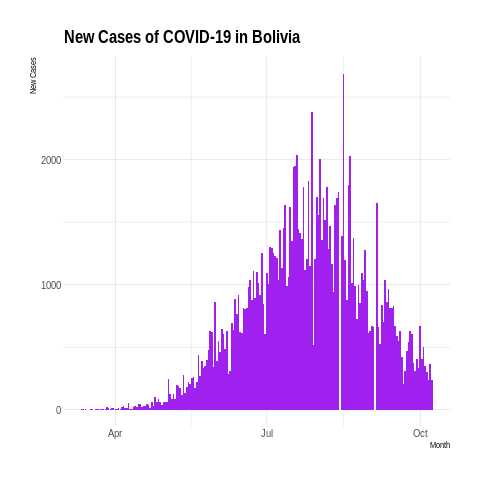 New Cases of COVID-19 in Bolivia
New Cases
2000
1000
0
Apr
Jul
Oct
Month